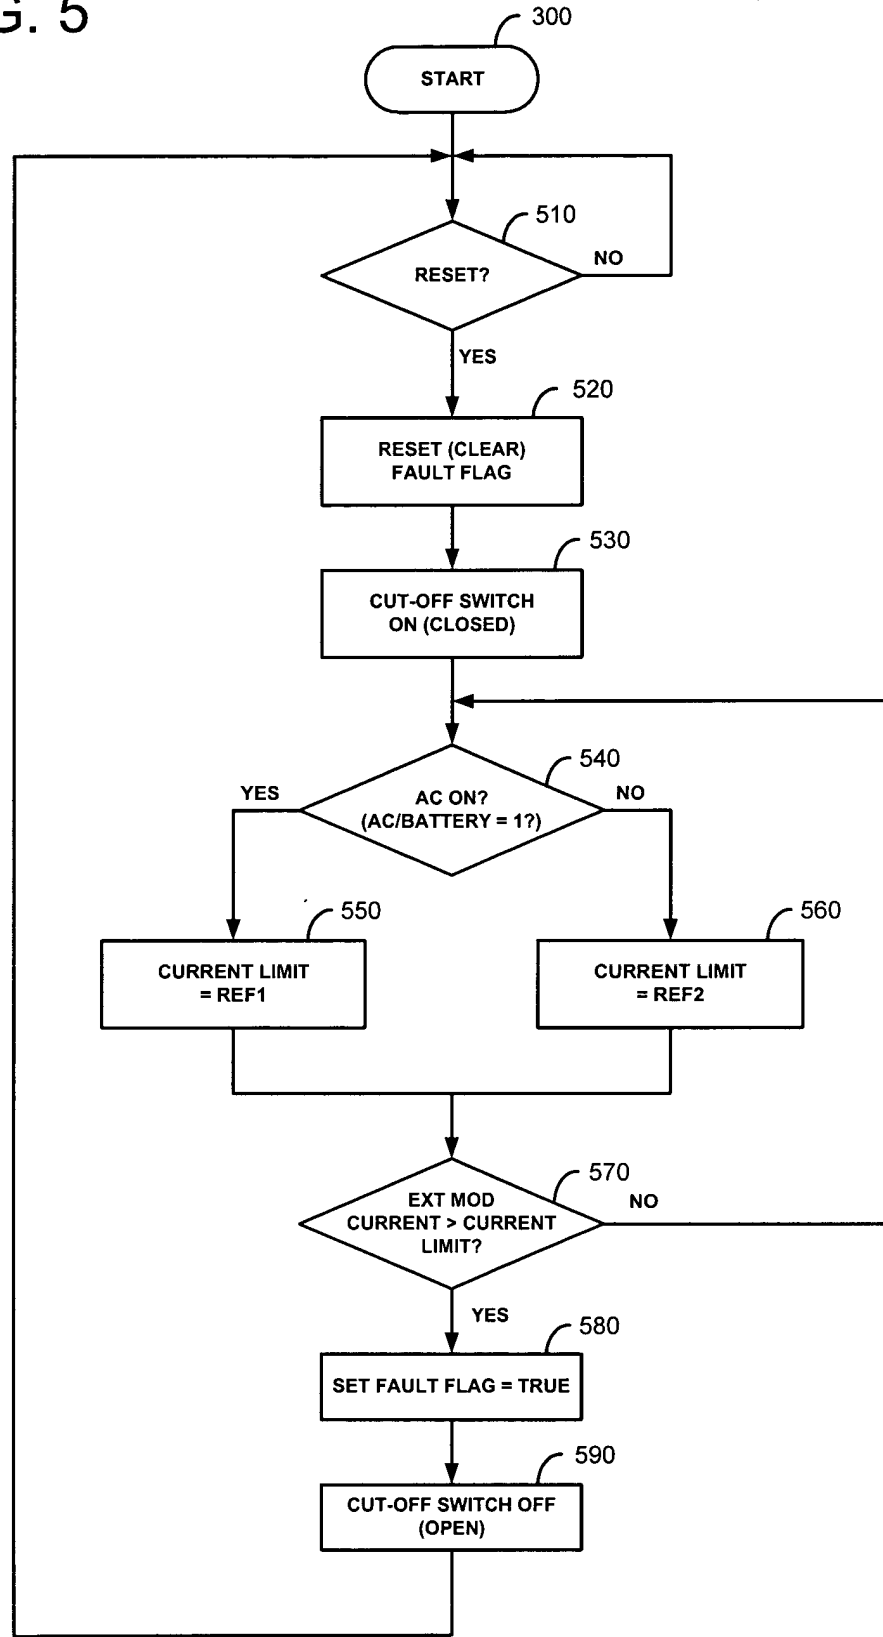 G. 5
300
START
510
RESET?
NO
YES
520
RESET (CLEAR)
FAULT FLAG
530
CUT-OFF SWITCH
ON (CLOSED)
540
YES
AC ON?
(AC/BATTERY = 1?)
NO
550
560
CURRENT LIMIT
= REF1
CURRENT LIMIT
= REF2
570
EXT MOD
CURRENT > CURRENT
LIMIT?
NO
YES
580
SET FAULT FLAG = TRUE
590
CUT-OFF SWITCH OFF
(OPEN)